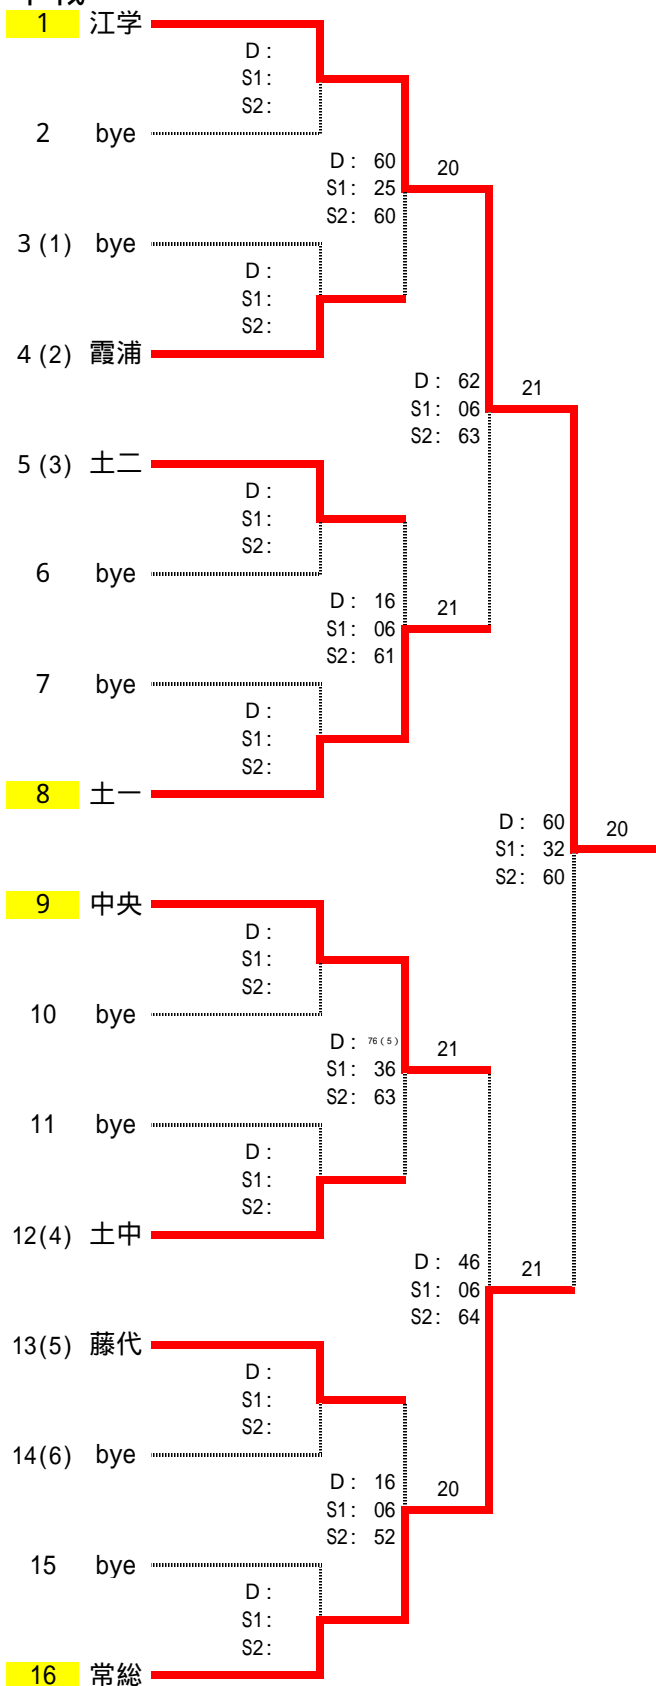 1 江学
D:
S1:
S2:
2 bye
D: 60
S1: 25
S2: 60
20
3(1) bye
D:
S1:
S2:
4(2) 霞浦
D: 62
S1: 06
S2: 63
21
5(3) 土二
D:
S1:
S2:
6 bye
D: 16
S1: 06
S2: 61
21
7 bye
D:
S1:
S2:
8 土一
D: 60
S1: 32
S2: 60
20
9 中央
D:
S1:
S2:
10 bye
D: 76(5)
S1: 36
S2: 63
21
11 bye
D:
S1:
S2:
12(4) 土中
D: 46
S1: 06
S2: 64
21
13(5) 藤代
D:
S1:
S2:
14(6) bye
D: 16
S1: 06
S2: 52
20
15 bye
D:
S1:
S2:
16 常総